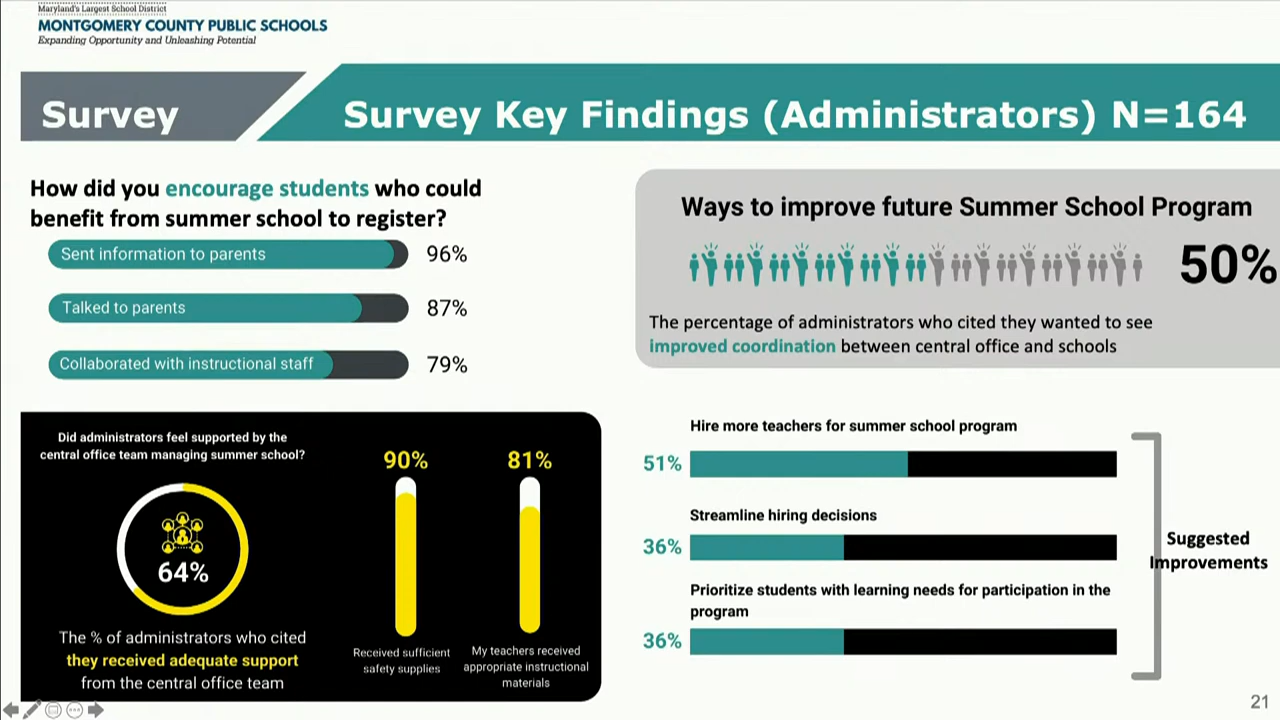 Maryland's Largest School District
MONTGOMERY COUNTY PUBLIC SCHOOLS
Expanding Opportunity and Unleashing Potential
Survey
Survey Key Findings (Administrators) N=164
How did you encourage students who could
benefit from summer school to register?
Sent information to parents 96%
Talked to parents 87%
Collaborated with instructional staff 79%
Ways to improve future Summer School Program
50%
The percentage of administrators who cited they wanted to see
improved coordination between central office and schools
Did administrators feel supported by the
central office team managing summer school?
64%
The % of administrators who cited
they received adequate support
from the central office team
90%
Received sufficient
safety supplies
81%
My teachers received
appropriate instructional
materials
Hire more teachers for summer school program
51%
Streamline hiring decisions
36%
Prioritize students with learning needs for participation in the
program
36%
Suggested
Improvements
21